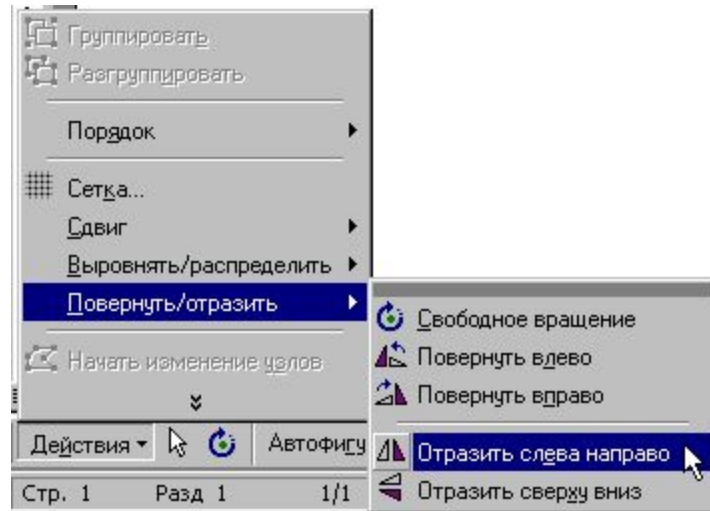 Группировать
Разгруппировать
Порядок
Сетка...
Сдвиг
Выровнять/распределить
Повернуть/отразить
Начать изменение узлов
Свободное вращение
Повернуть влево
Повернуть вправо
Отразить слева направо
Отразить сверху вниз
Действия Автофигу
Стр. 1 Разд 1 1/1